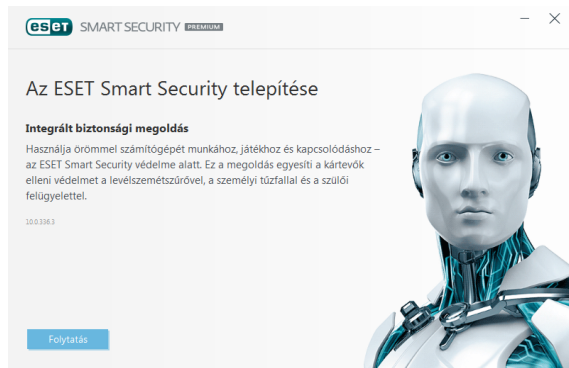 eseT SMART SECURITY PREMIUM
Az ESET Smart Security telepítése
Integrált biztonsági megoldás
Használja örömmel számítógépét munkához, játékhoz és kapcsolódáshoz –
az ESET Smart Security védelme alatt. Ez a megoldás egyesíti a kártevők
elleni védelmet a levélszemétszűrővel, a személyi tűzfallal és a szülői
felügyelettel.
10.0.336.3
Folytatás